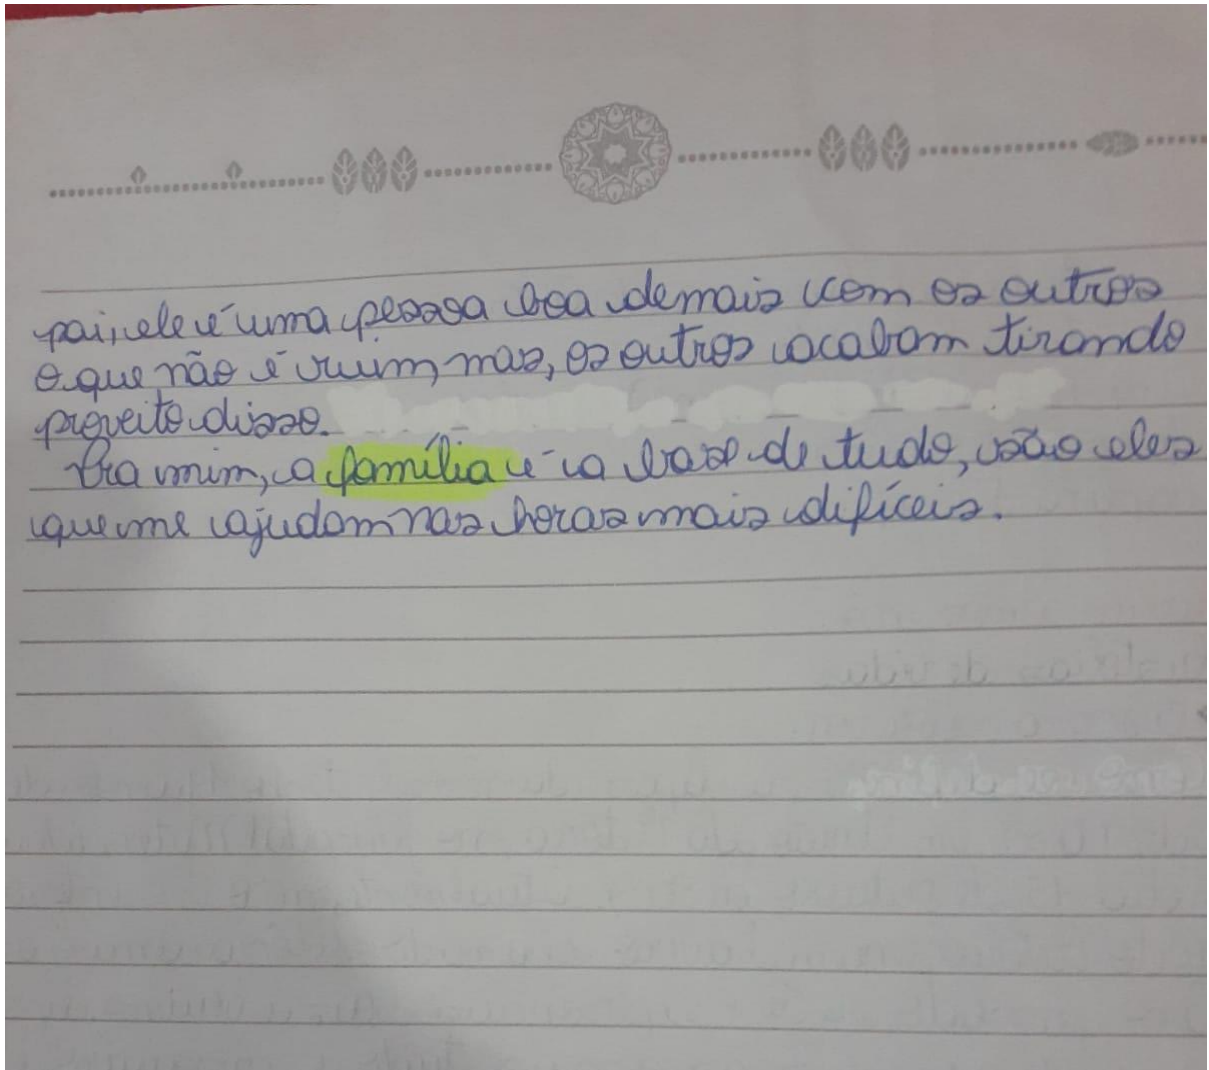 pai, ele é uma pessoa boa demais com os outros
o que não é ruim, mas, os outros acabam tirando
proveito disso.
Pra mim, a família é a base de tudo, são eles
que me ajudam nas horas mais difíceis.